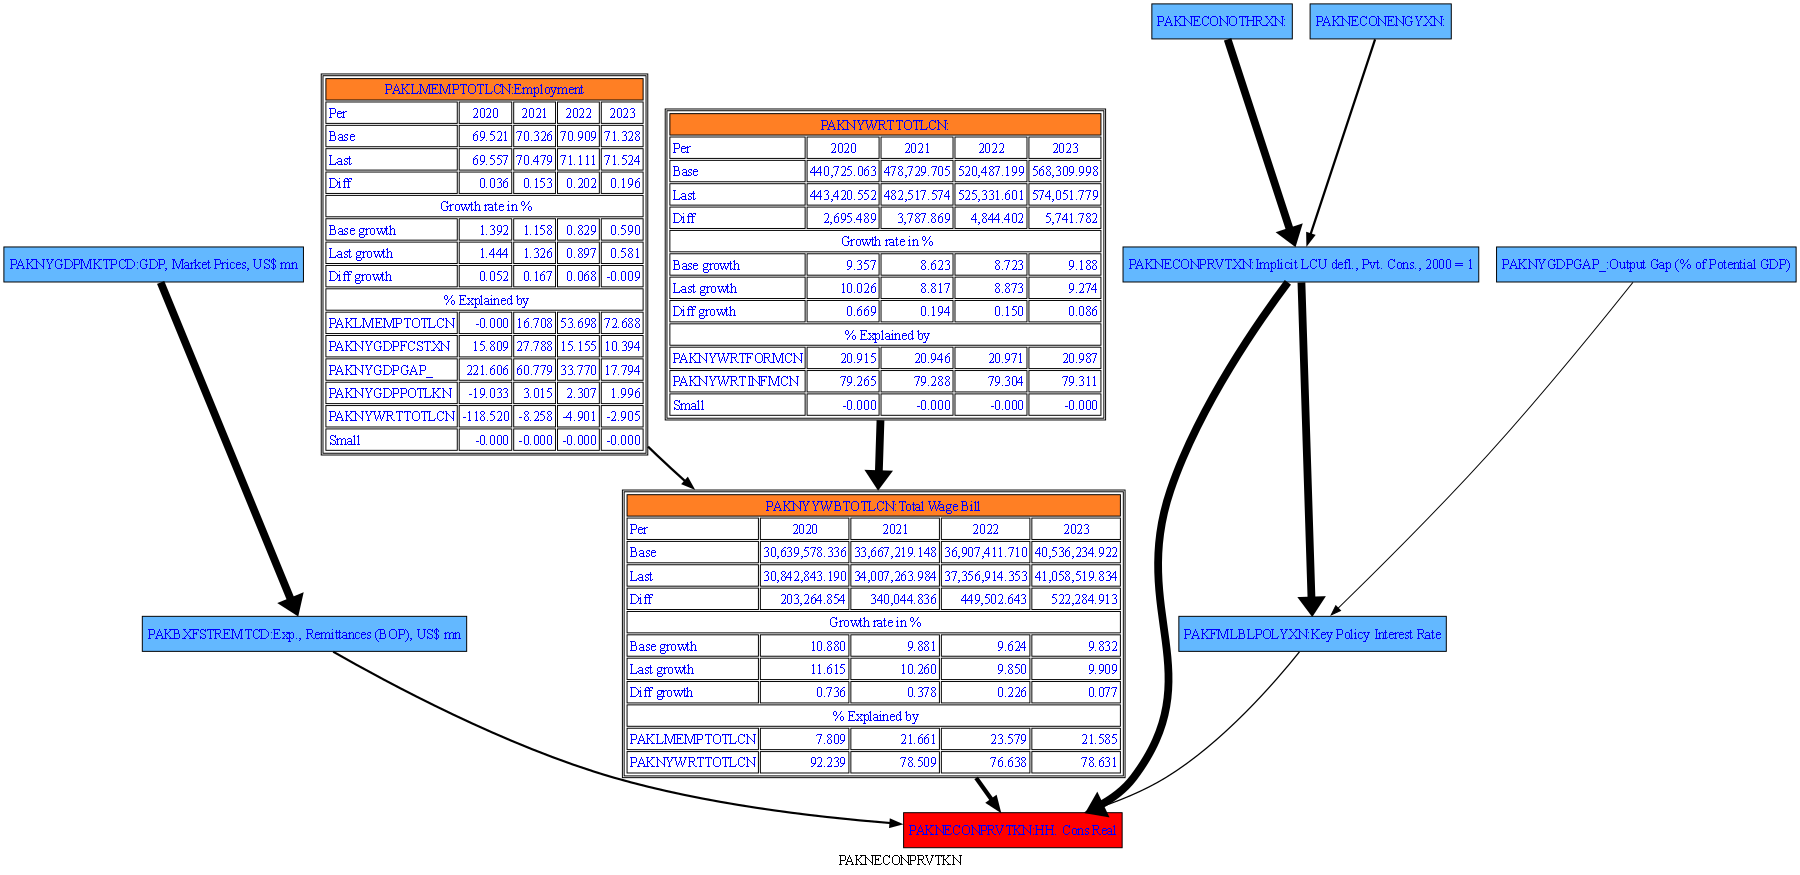 PAKNECONOTHRXN:
PAKNECONENGYXN:
PAKLMEMPTOTLCN:Employment
Per 2020 2021 2022 2023
Base 69.521 70.326 70.909 71.328
Last 69.557 70.479 71.111 71.524
Diff 0.036 0.153 0.202 0.196
Growth rate in %
Base growth 1.392 1.158 0.829 0.590
Last growth 1.444 1.326 0.897 0.581
Diff growth 0.052 0.167 0.068 -0.009
% Explained by
PAKLMEMPTOTLCN -0.000 16.708 53.698 72.688
PAKNYGDPFCSTXN 15.809 27.788 15.155 10.394
PAKNYGDPGAP_ 221.606 60.779 33.770 17.794
PAKNYGDPPOTLKN -19.033 3.015 2.307 1.996
PAKNYWRTTOTLCN -118.520 -8.258 -4.901 -2.905
Small -0.000 -0.000 -0.000 -0.000
PAKNYWRTTOTLCN:
Per 2020 2021 2022 2023
Base 440,725.063 478,729.705 520,487.199 568,309.998
Last 443,420.552 482,517.574 525,331.601 574,051.779
Diff 2,695.489 3,787.869 4,844.402 5,741.782
Growth rate in %
Base growth 9.357 8.623 8.723 9.188
Last growth 10.026 8.817 8.873 9.274
Diff growth 0.669 0.194 0.150 0.086
% Explained by
PAKNYWRTFORMCN 20.915 20.946 20.971 20.987
PAKNYWRTINFMCN 79.265 79.288 79.304 79.311
Small -0.000 -0.000 -0.000 -0.000
PAKNYGDPMKTPCD:GDP, Market Prices, US$ mn
PAKNECONPRVTXN:Implicit LCU defl., Pvt. Cons., 2000 = 1
PAKNYGDPGAP_:Output Gap (% of Potential GDP)
PAKNYYWBTOTLCN:Total Wage Bill
Per 2020 2021 2022 2023
Base 30,639,578.336 33,667,219.148 36,907,411.710 40,536,234.922
Last 30,842,843.190 34,007,263.984 37,356,914.353 41,058,519.834
Diff 203,264.854 340,044.836 449,502.643 522,284.913
Growth rate in %
Base growth 10.880 9.881 9.624 9.832
Last growth 11.615 10.260 9.850 9.909
Diff growth 0.736 0.378 0.226 0.077
% Explained by
PAKLMEMPTOTLCN 7.809 21.661 23.579 21.585
PAKNYWRTTOTLCN 92.239 78.509 76.638 78.631
PAKBXFSTREMTCD:Exp., Remittances (BOP), US$ mn
PAKFMLBLPOLYXN:Key Policy Interest Rate
PAKNECONPRVTKN:HH. Cons Real
PAKNECONPRVTKN